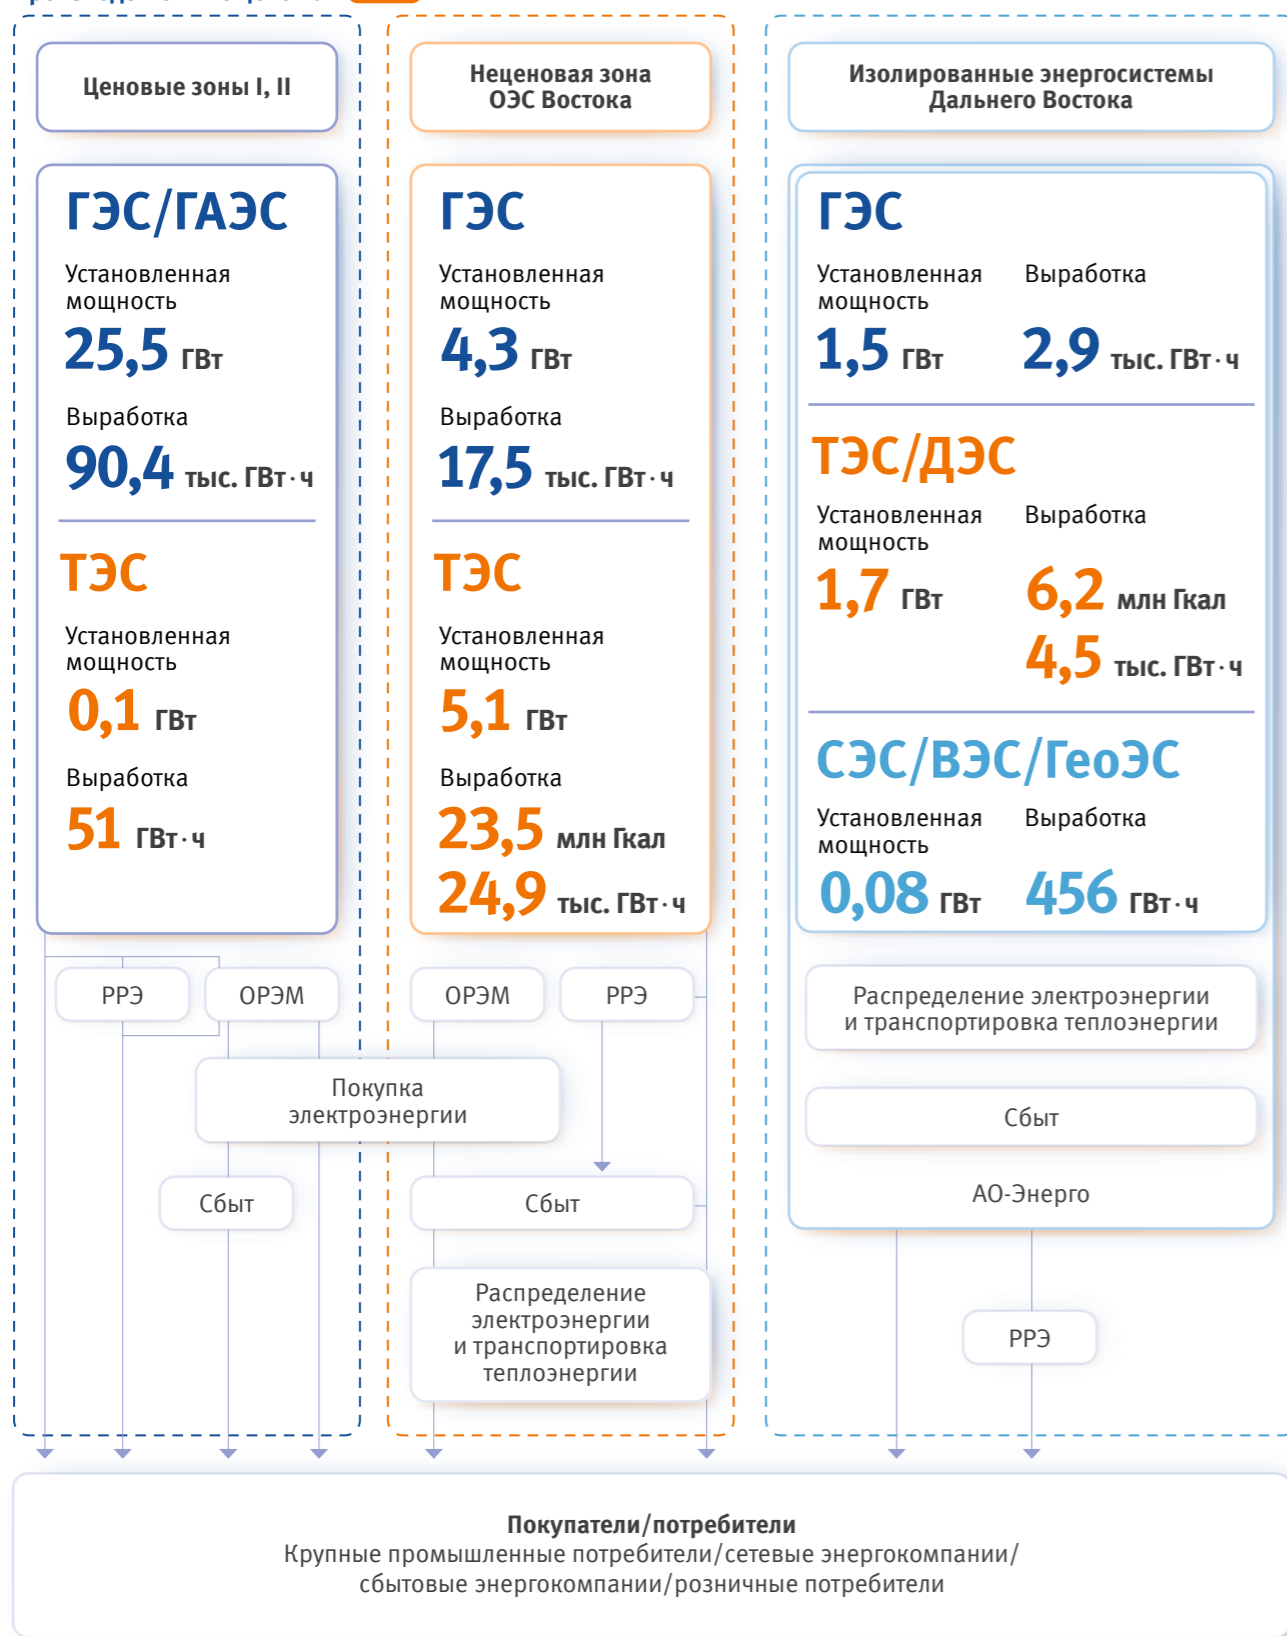 Ценовые зоны I, II
ГЭС/ГАЭС
Установленная
мощность
25,5 ГВт
Выработка
90,4 тыс. ГВт·ч
ТЭС
Установленная
мощность
0,1 ГВт
Выработка
51 ГВт·ч
РРЭ
ОРЭМ
Неценовая зона
ОЭС Востока
ГЭС
Установленная
мощность
4,3 ГВт
Выработка
17,5 тыс. ГВт·ч
ТЭС
Установленная
мощность
5,1 ГВт
Выработка
23,5 млн Гкал
24,9 тыс. ГВт·ч
ОРЭМ
РРЭ
Покупка
электроэнергии
Сбыт
Сбыт
Распределение
электроэнергии
и транспортировка
теплоэнергии
Изолированные энергосистемы
Дальнего Востока
ГЭС
Установленная
мощность
1,5 ГВт
Выработка
2,9 тыс. ГВт·ч
ТЭС/ДЭС
Установленная
мощность
1,7 ГВт
Выработка
6,2 млн Гкал
4,5 тыс. ГВт·ч
СЭС/ВЭС/ГеоЭС
Установленная
мощность
0,08 ГВт
Выработка
456 ГВт·ч
Распределение электроэнергии
и транспортировка теплоэнергии
Сбыт
АО-Энерго
РРЭ
Покупатели/потребители
Крупные промышленные потребители/сетевые энергокомпании/
сбытовые энергокомпании/розничные потребители